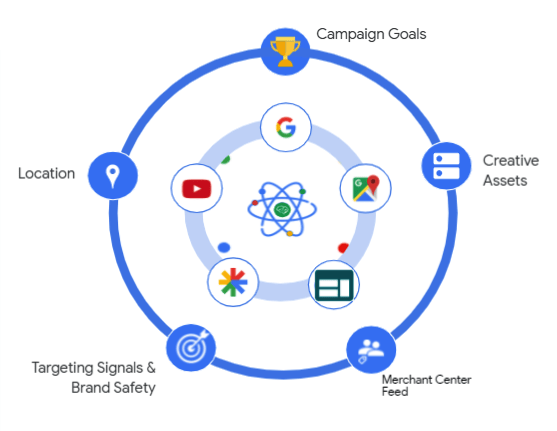 Campaign Goals
Creative
Assets
Location
Targeting Signals &
Brand Safety
Merchant Center
Feed